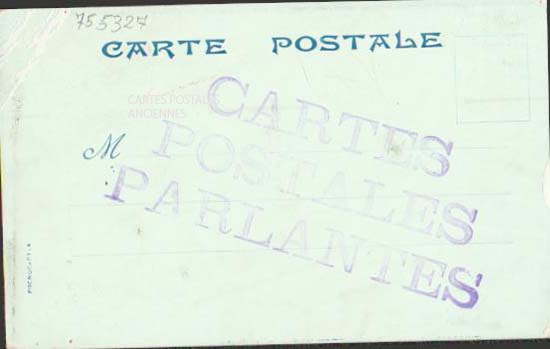 755327
CARTE POSTALE
CARTES POSTALES
ANCIENNES
CARTES
M
POSTALES
PARLANTES